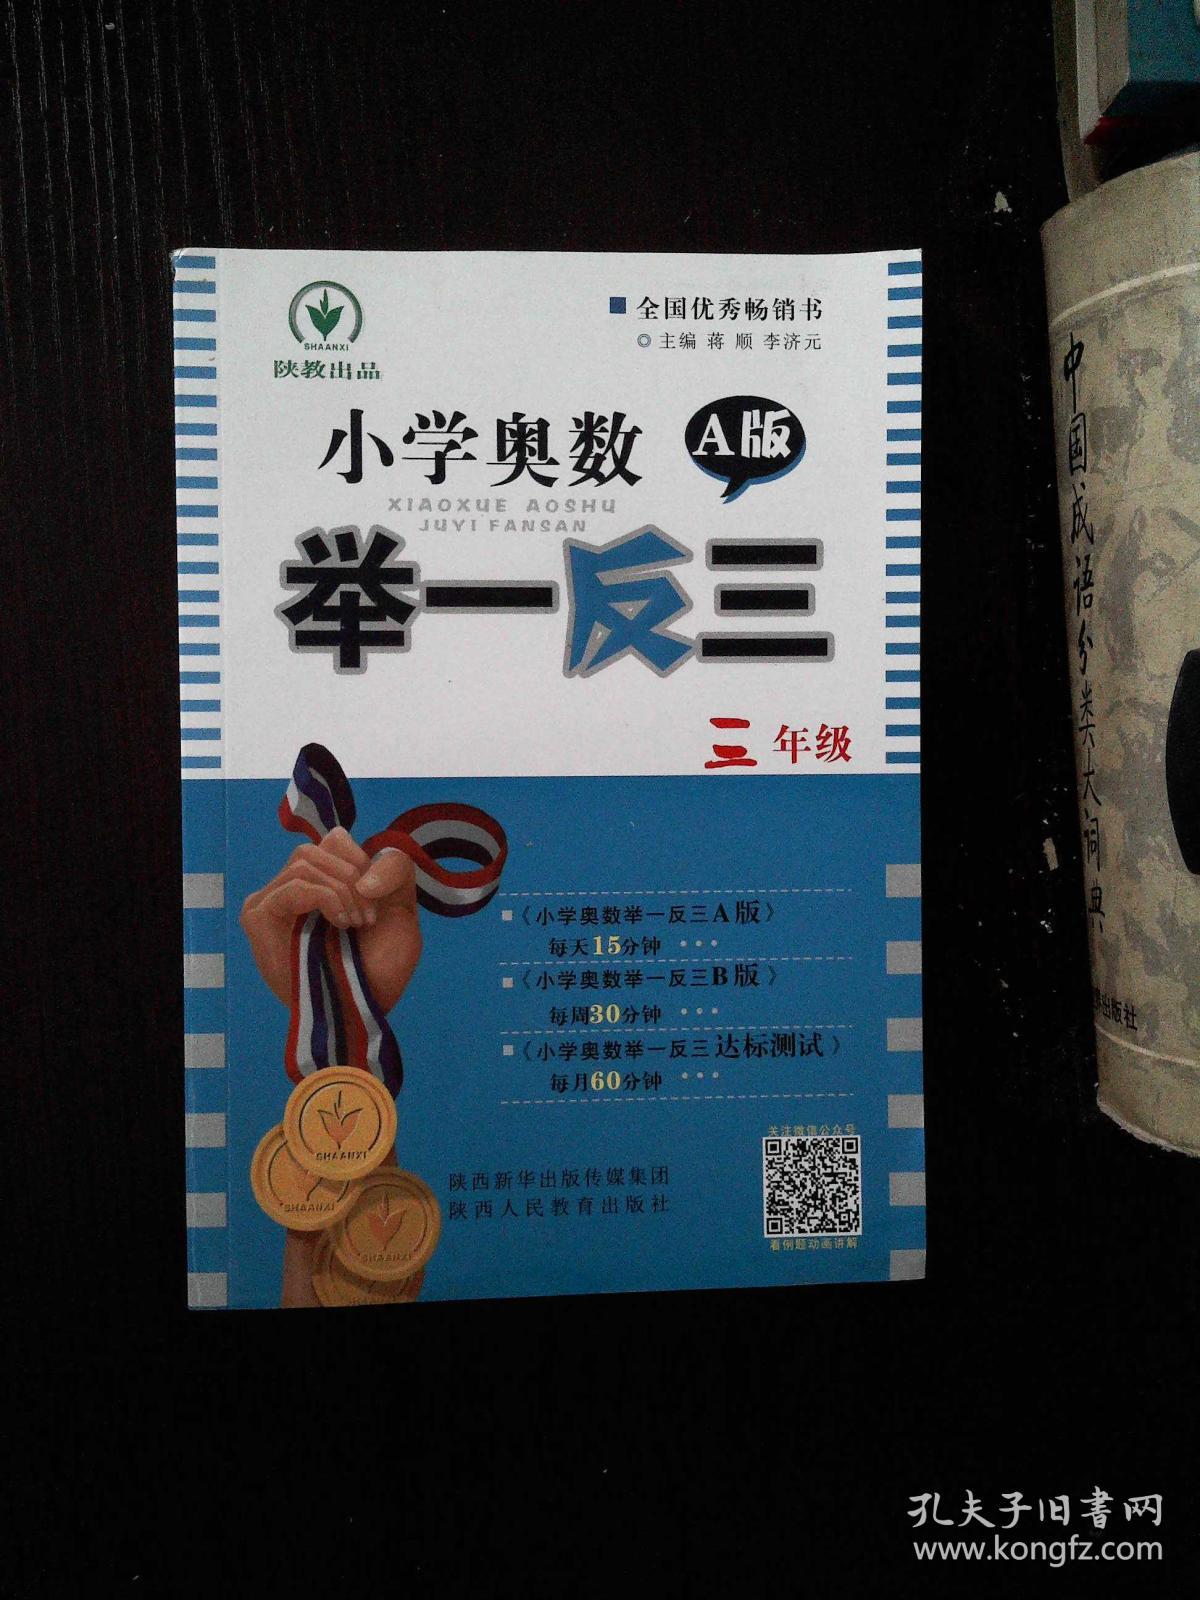 SHAANXI
陕教出品
全国优秀畅销书
◎主编 蒋 顺 李济元
小学奥数 A版
XIAOXUE AOSHU
JUYI FANSAN
举一反三
三年级
《小学奥数举一反三A版》
每天15分钟 ···
《小学奥数举一反三B版》
每周30分钟 ···
《小学奥数举一反三达标测试》
每月60分钟 ···
SHAANXI
SHAANXI
SHAANXI
陕西新华出版传媒集团
陕西人民教育出版社
关注微信公众号
看例题动画讲解
中国成语分类大词典
出版社
孔夫子旧书网
www.kongfz.com